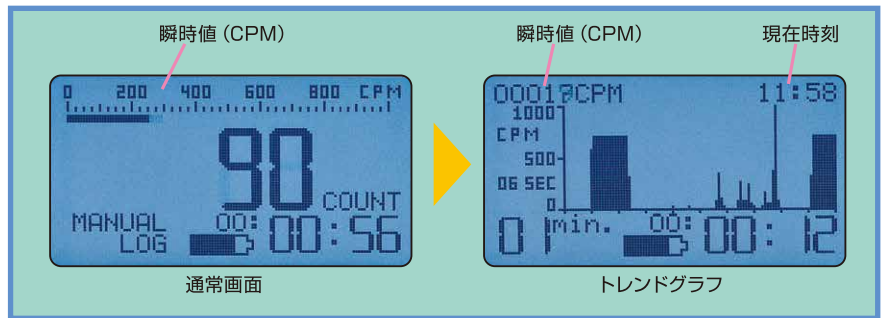 瞬時値（CPM）
0 200 400 600 800 CPM
90
COUNT
MANUAL
LOG
00:00:56
通常画面
瞬時値（CPM）
現在時刻
CPM
11:58
1000
CPM
500
06 SEC
0
01min.
00:00:12
トレンドグラフ